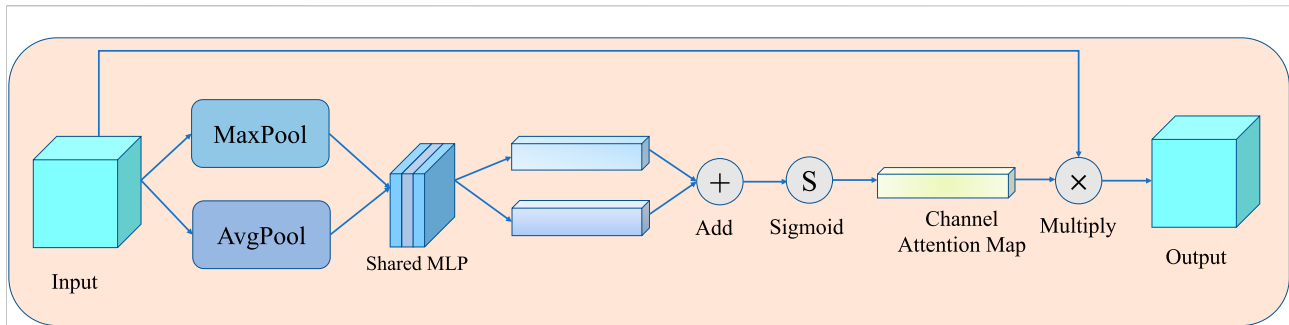 MaxPool
AvgPool
Input
Shared MLP
+
Add
S
Sigmoid
Channel
Attention Map
×
Multiply
Output